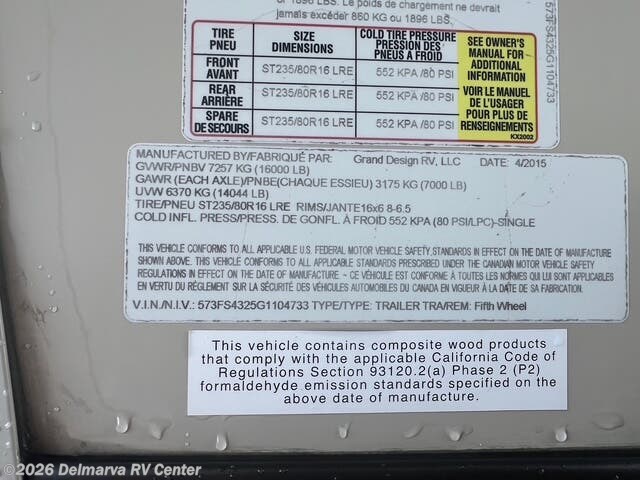 or 1896 LBS. Le poids de chargement ne devrait
jamais excéder 860 KG ou 1896 LBS.
TIRE PNEU SIZE DIMENSIONS COLD TIRE PRESSURE PRESSION DES PNEUS A FROID
FRONT AVANT ST235/80R16 LRE 552 KPA /80 PSI
REAR ARRIÈRE ST235/80R16 LRE 552 KPA /80 PSI
SPARE DE SECOURS ST235/80R16 LRE 552 KPA /80 PSI
SEE OWNER'S
MANUAL FOR
ADDITIONAL
INFORMATION
VOIR LE MANUEL
DE L'USAGER
POUR PLUS DE
RENSEIGNEMENTS
KX2002
573FS4325G1104733
MANUFACTURED BY/FABRIQUÉ PAR: Grand Design RV, LLC DATE: 4/2015
GVWR/PNBV 7257 KG (16000 LB)
GAWR (EACH AXLE)/PNBE(CHAQUE ESSIEU) 3175 KG (7000 LB)
UVW 6370 KG (14044 LB)
TIRE/PNEU ST235/80R16 LRE RIMS/JANTE16x6 8-6.5
COLD INFL. PRESS/PRESS. DE GONFL. À FROID 552 KPA (80 PSI/LPC)-SINGLE
THIS VEHICLE CONFORMS TO ALL APPLICABLE U.S. FEDERAL MOTOR VEHICLE SAFETY STANDARDS IN EFFECT ON THE DATE OF MANUFACTURE
SHOWN ABOVE. THIS VEHICLE CONFORMS TO ALL APPLICABLE STANDARDS PRESCRIBED UNDER THE CANADIAN MOTOR VEHICLE SAFETY
REGULATIONS IN EFFECT ON THE DATE OF MANUFACTURE - CE VÉHICULE EST CONFORME À TOUTES LES NORMES QUI LUI SONT APPLICABLES
EN VERTU DU RÉGLEMENT SUR LA SÉCURITÉ DES VÉHICULES AUTOMOBILES DU CANADA EN VIGUEUR À LA DATE DE SA FABRICATION.
V.I.N./N.I.V.: 573FS4325G1104733 TYPE/TYPE: TRAILER TRA/REM: Fifth Wheel
This vehicle contains composite wood products
that comply with the applicable California Code of
Regulations Section 93120.2(a) Phase 2 (P2)
formaldehyde emission standards specified on the
above date of manufacture.
©2026 Delmarva RV Center